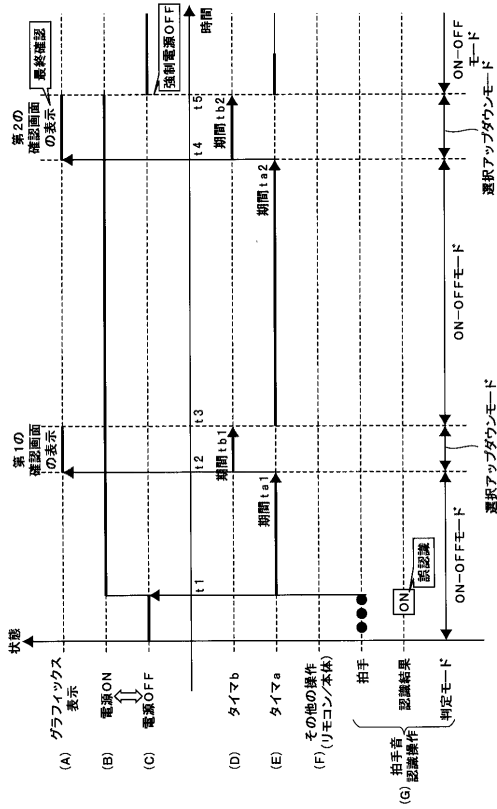 状態
時間
第1の
確認画面
の表示
第2の
確認画面
の表示
最終確認
(A)
グラフィックス
表示
(B)
電源ON
(C)
電源OFF
強制電源OFF
t1
t2
t3
t4
t5
(D)
タイマb
期間tb1
期間tb2
(E)
タイマa
期間ta1
期間ta2
(F)
その他の操作
(リモコン/本体)
(G)
拍手音
認識操作
拍手
認識結果
ON
誤認識
判定モード
ON-OFFモード
選択アップダウンモード
ON-OFFモード
選択アップダウンモード
ON-OFF
モード